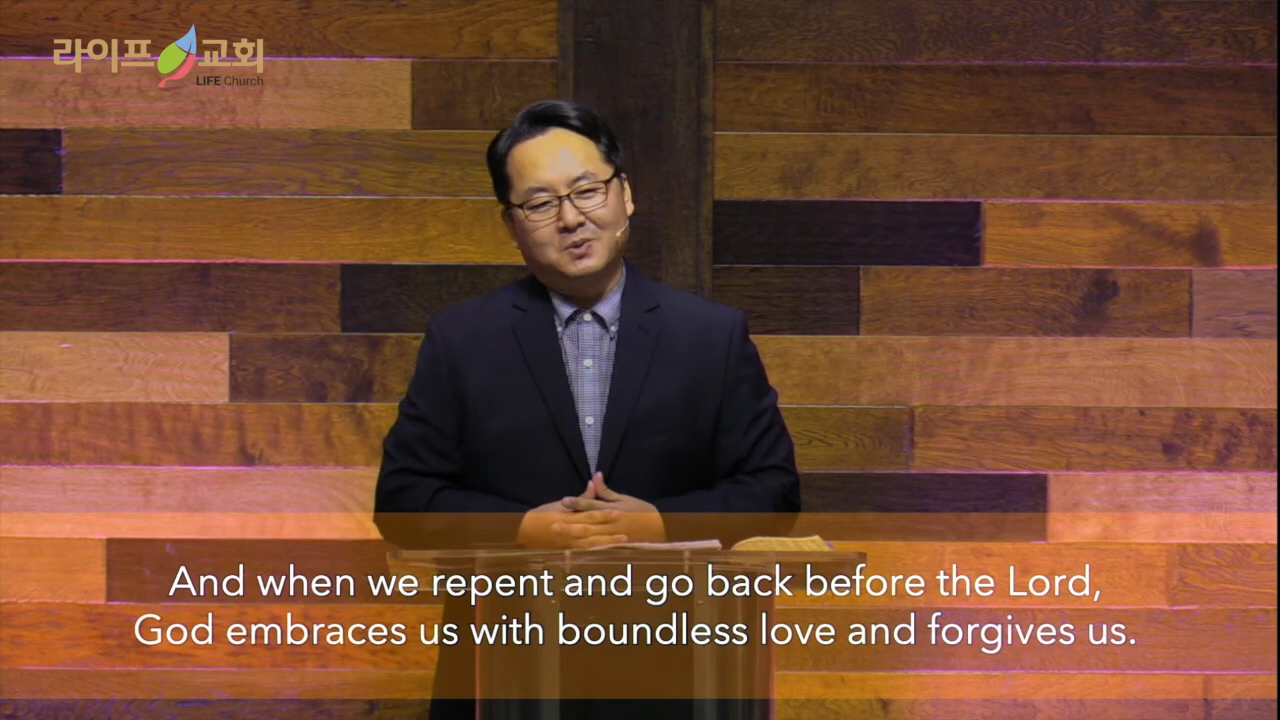 라이프 교회
LIFE Church
And when we repent and go back before the Lord,
God embraces us with boundless love and forgives us.